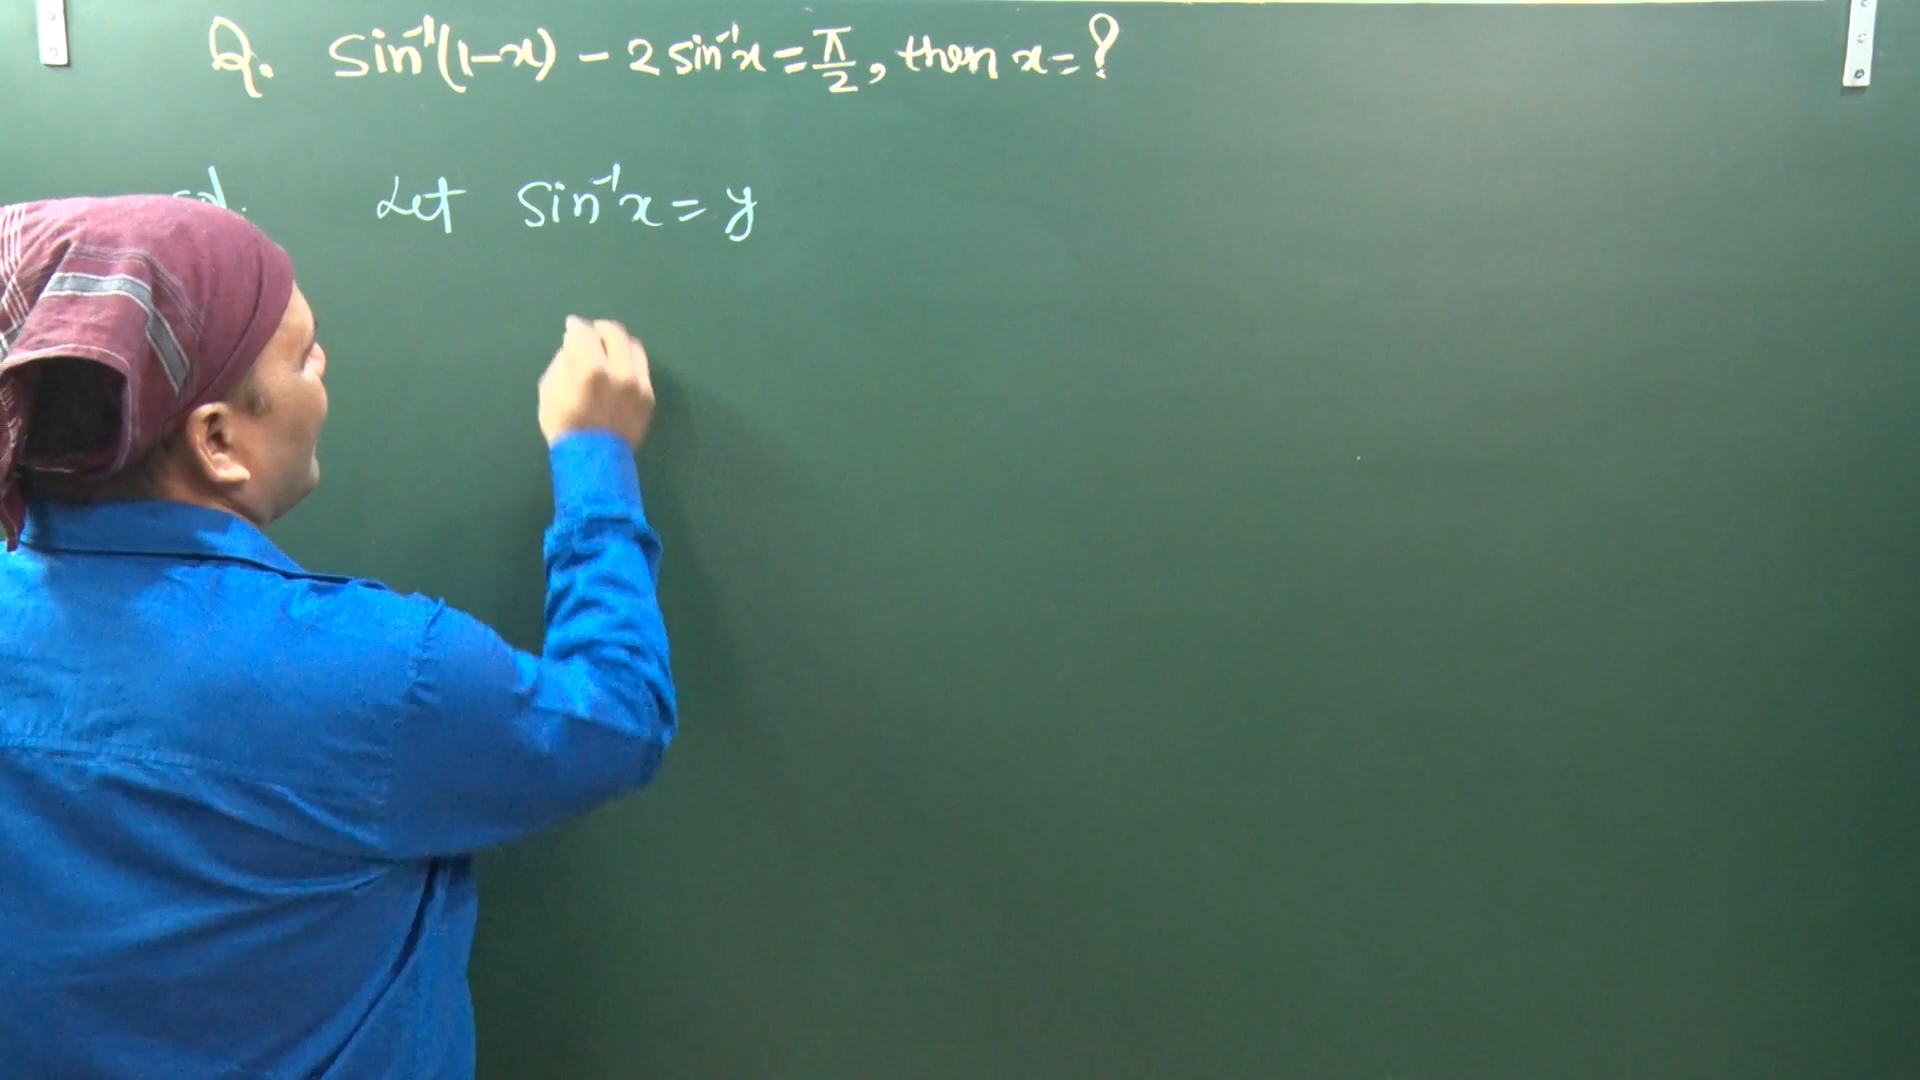 Q. Sin⁻¹(1-x) - 2 sin⁻¹x = π/2, then x = ?
Let Sin⁻¹x = y